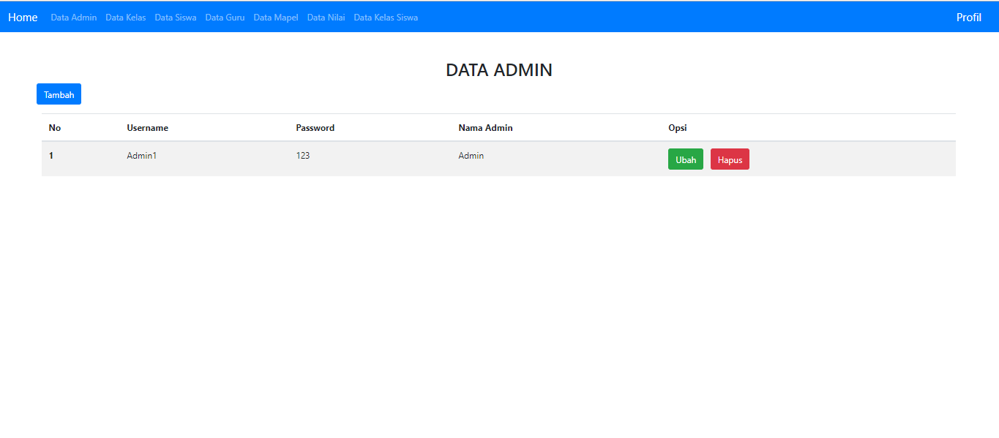 Home Data Admin Data Kelas Data Siswa Data Guru Data Mapel Data Nilai Data Kelas Siswa Profil
DATA ADMIN
Tambah
No Username Password Nama Admin Opsi
1 Admin1 123 Admin Ubah Hapus